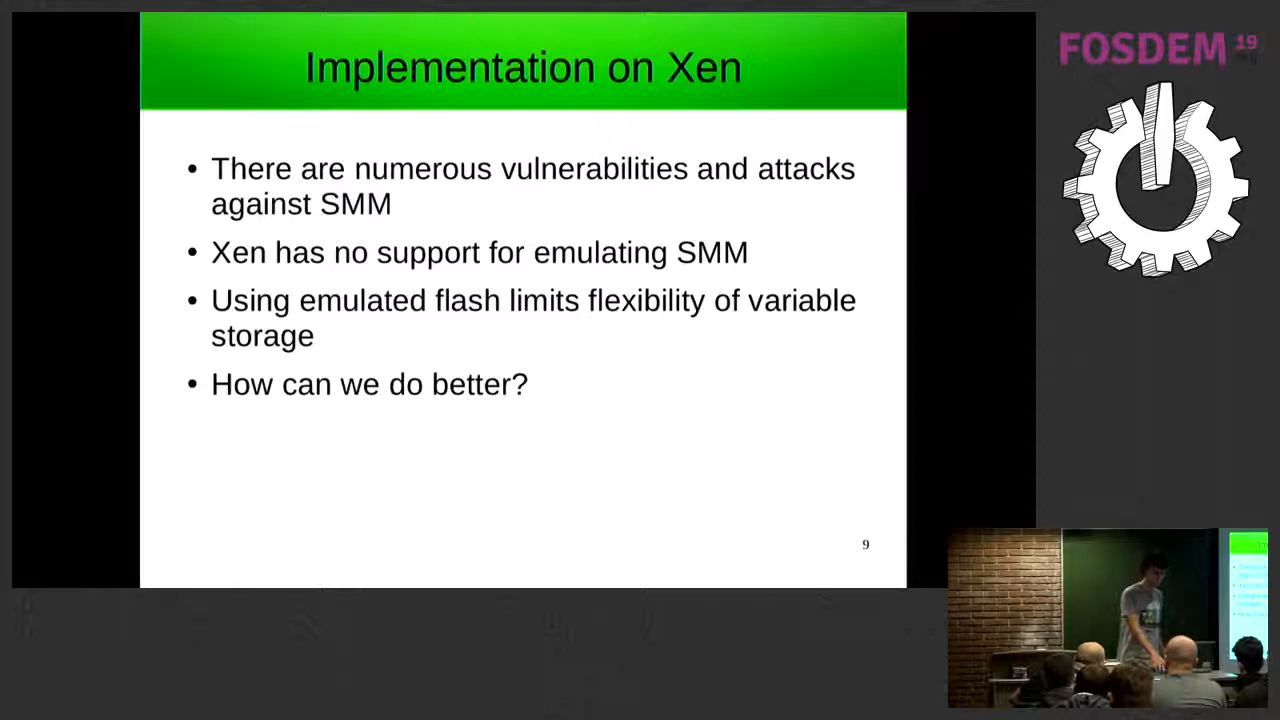 Implementation on Xen
• There are numerous vulnerabilities and attacks
against SMM
• Xen has no support for emulating SMM
• Using emulated flash limits flexibility of variable
storage
• How can we do better?
9
FOSDEM 19